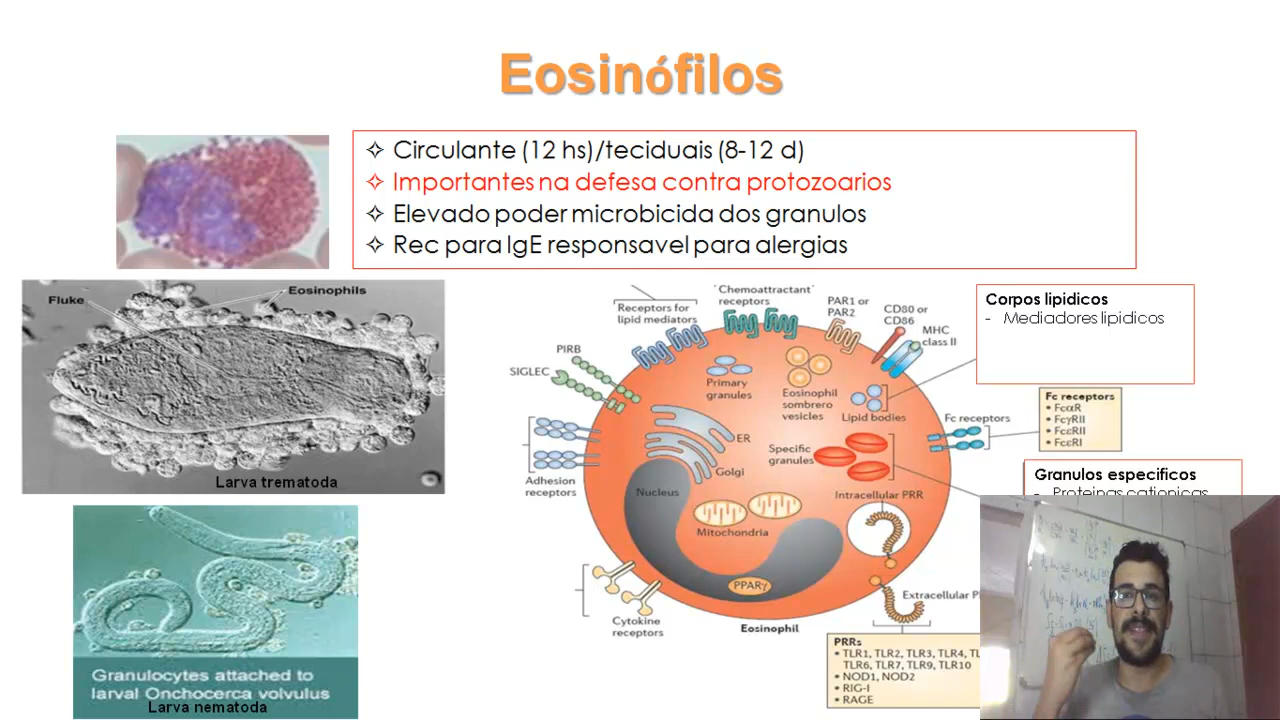 Eosinófilos
✧ Circulante (12 hs)/teciduais (8-12 d)
✧ Importantes na defesa contra protozoarios
✧ Elevado poder microbicida dos granulos
✧ Rec para IgE responsavel para alergias
Fluke
Eosinophils
Larva trematoda
Granulocytes attached to
larval Onchocerca volvulus
Larva nematoda
Receptors for
lipid mediators
'Chemoattractant'
receptors
PAR1 or
PAR2
CD80 or
CD86
MHC
class II
PIRB
SIGLEC
Primary
granules
Eosinophil
sombrero
vesicles
Lipid bodies
Fc receptors
ER
Golgi
Specific
granules
Adhesion
receptors
Nucleus
Mitochondria
Intracellular PRR
PPARγ
Cytokine
receptors
Extracellular P
Eosinophil
PRRs
• TLR1, TLR2, TLR3, TLR4, TL
TLR6, TLR7, TLR9, TLR10
• NOD1, NOD2
• RIG-I
• RAGE
Corpos lipidicos
- Mediadores lipidicos
Fc receptors
• FcαR
• FcγRII
• FcεRII
• FcεRI
Granulos especificos
- Proteinas cationicas